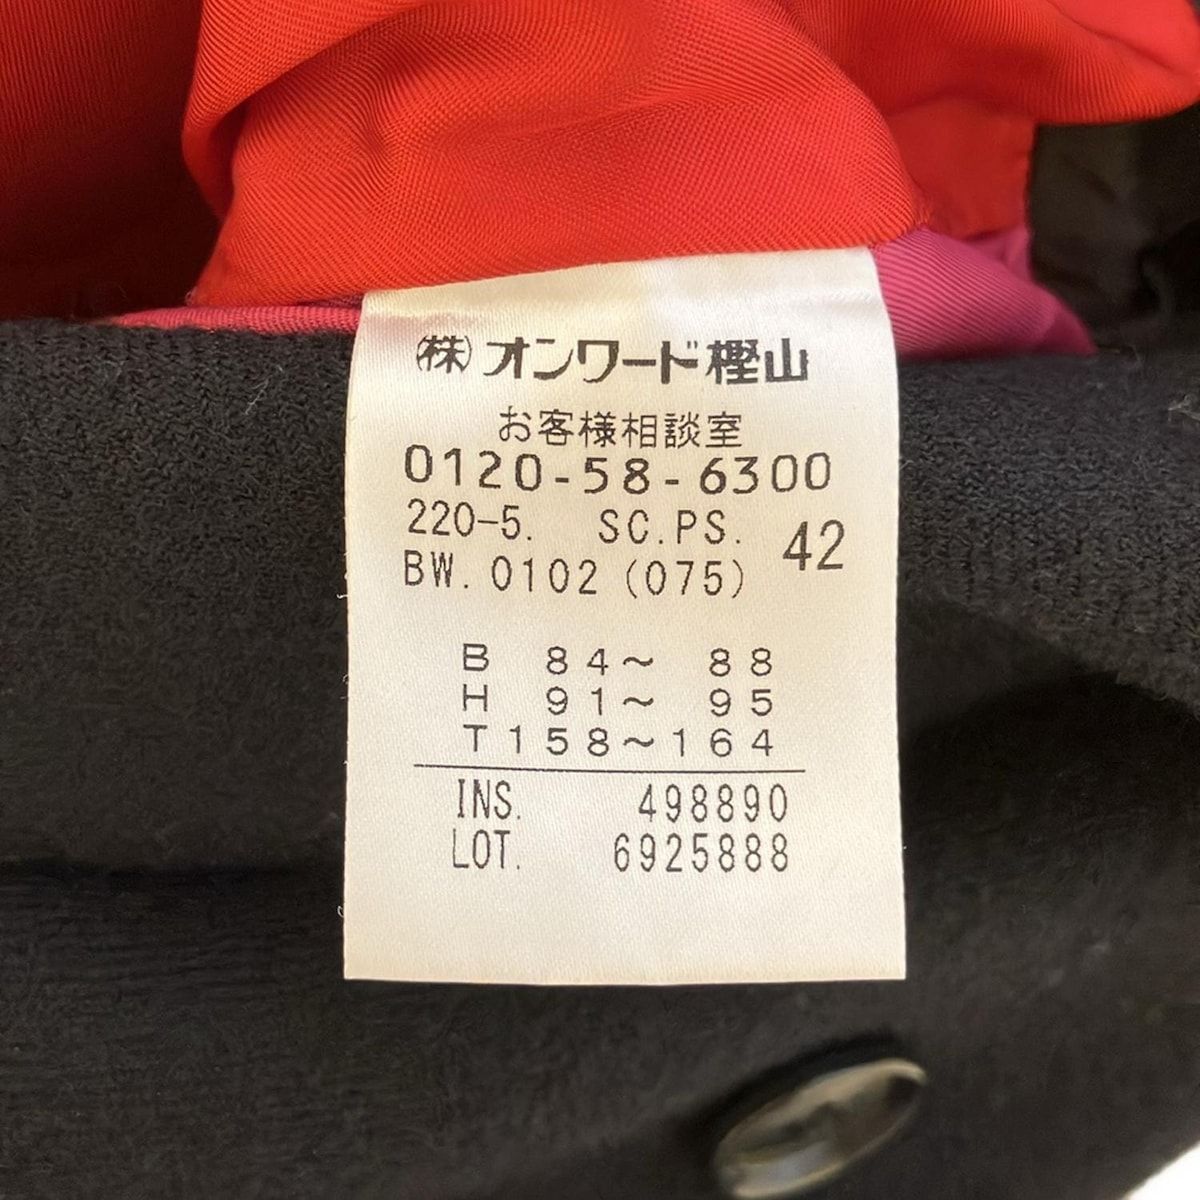 ㈱オンワード樫山
お客様相談室
0120-58-6300
220-5. SC.PS. 42
BW. 0102 (075)
B 84～ 88
H 91～ 95
T158～164
INS. 498890
LOT. 6925888